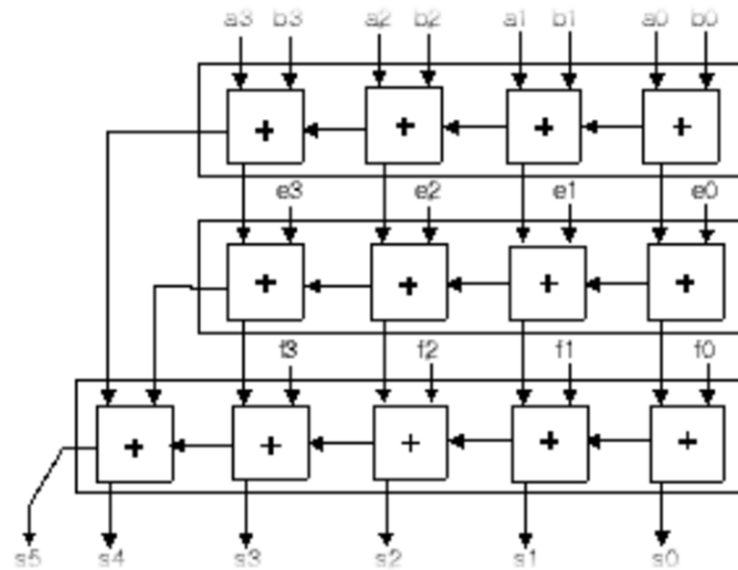 a3 b3 a2 b2 a1 b1 a0 b0
+ + + +
e3 e2 e1 e0
+ + + +
f3 f2 f1 f0
+ + + + +
s5 s4 s3 s2 s1 s0